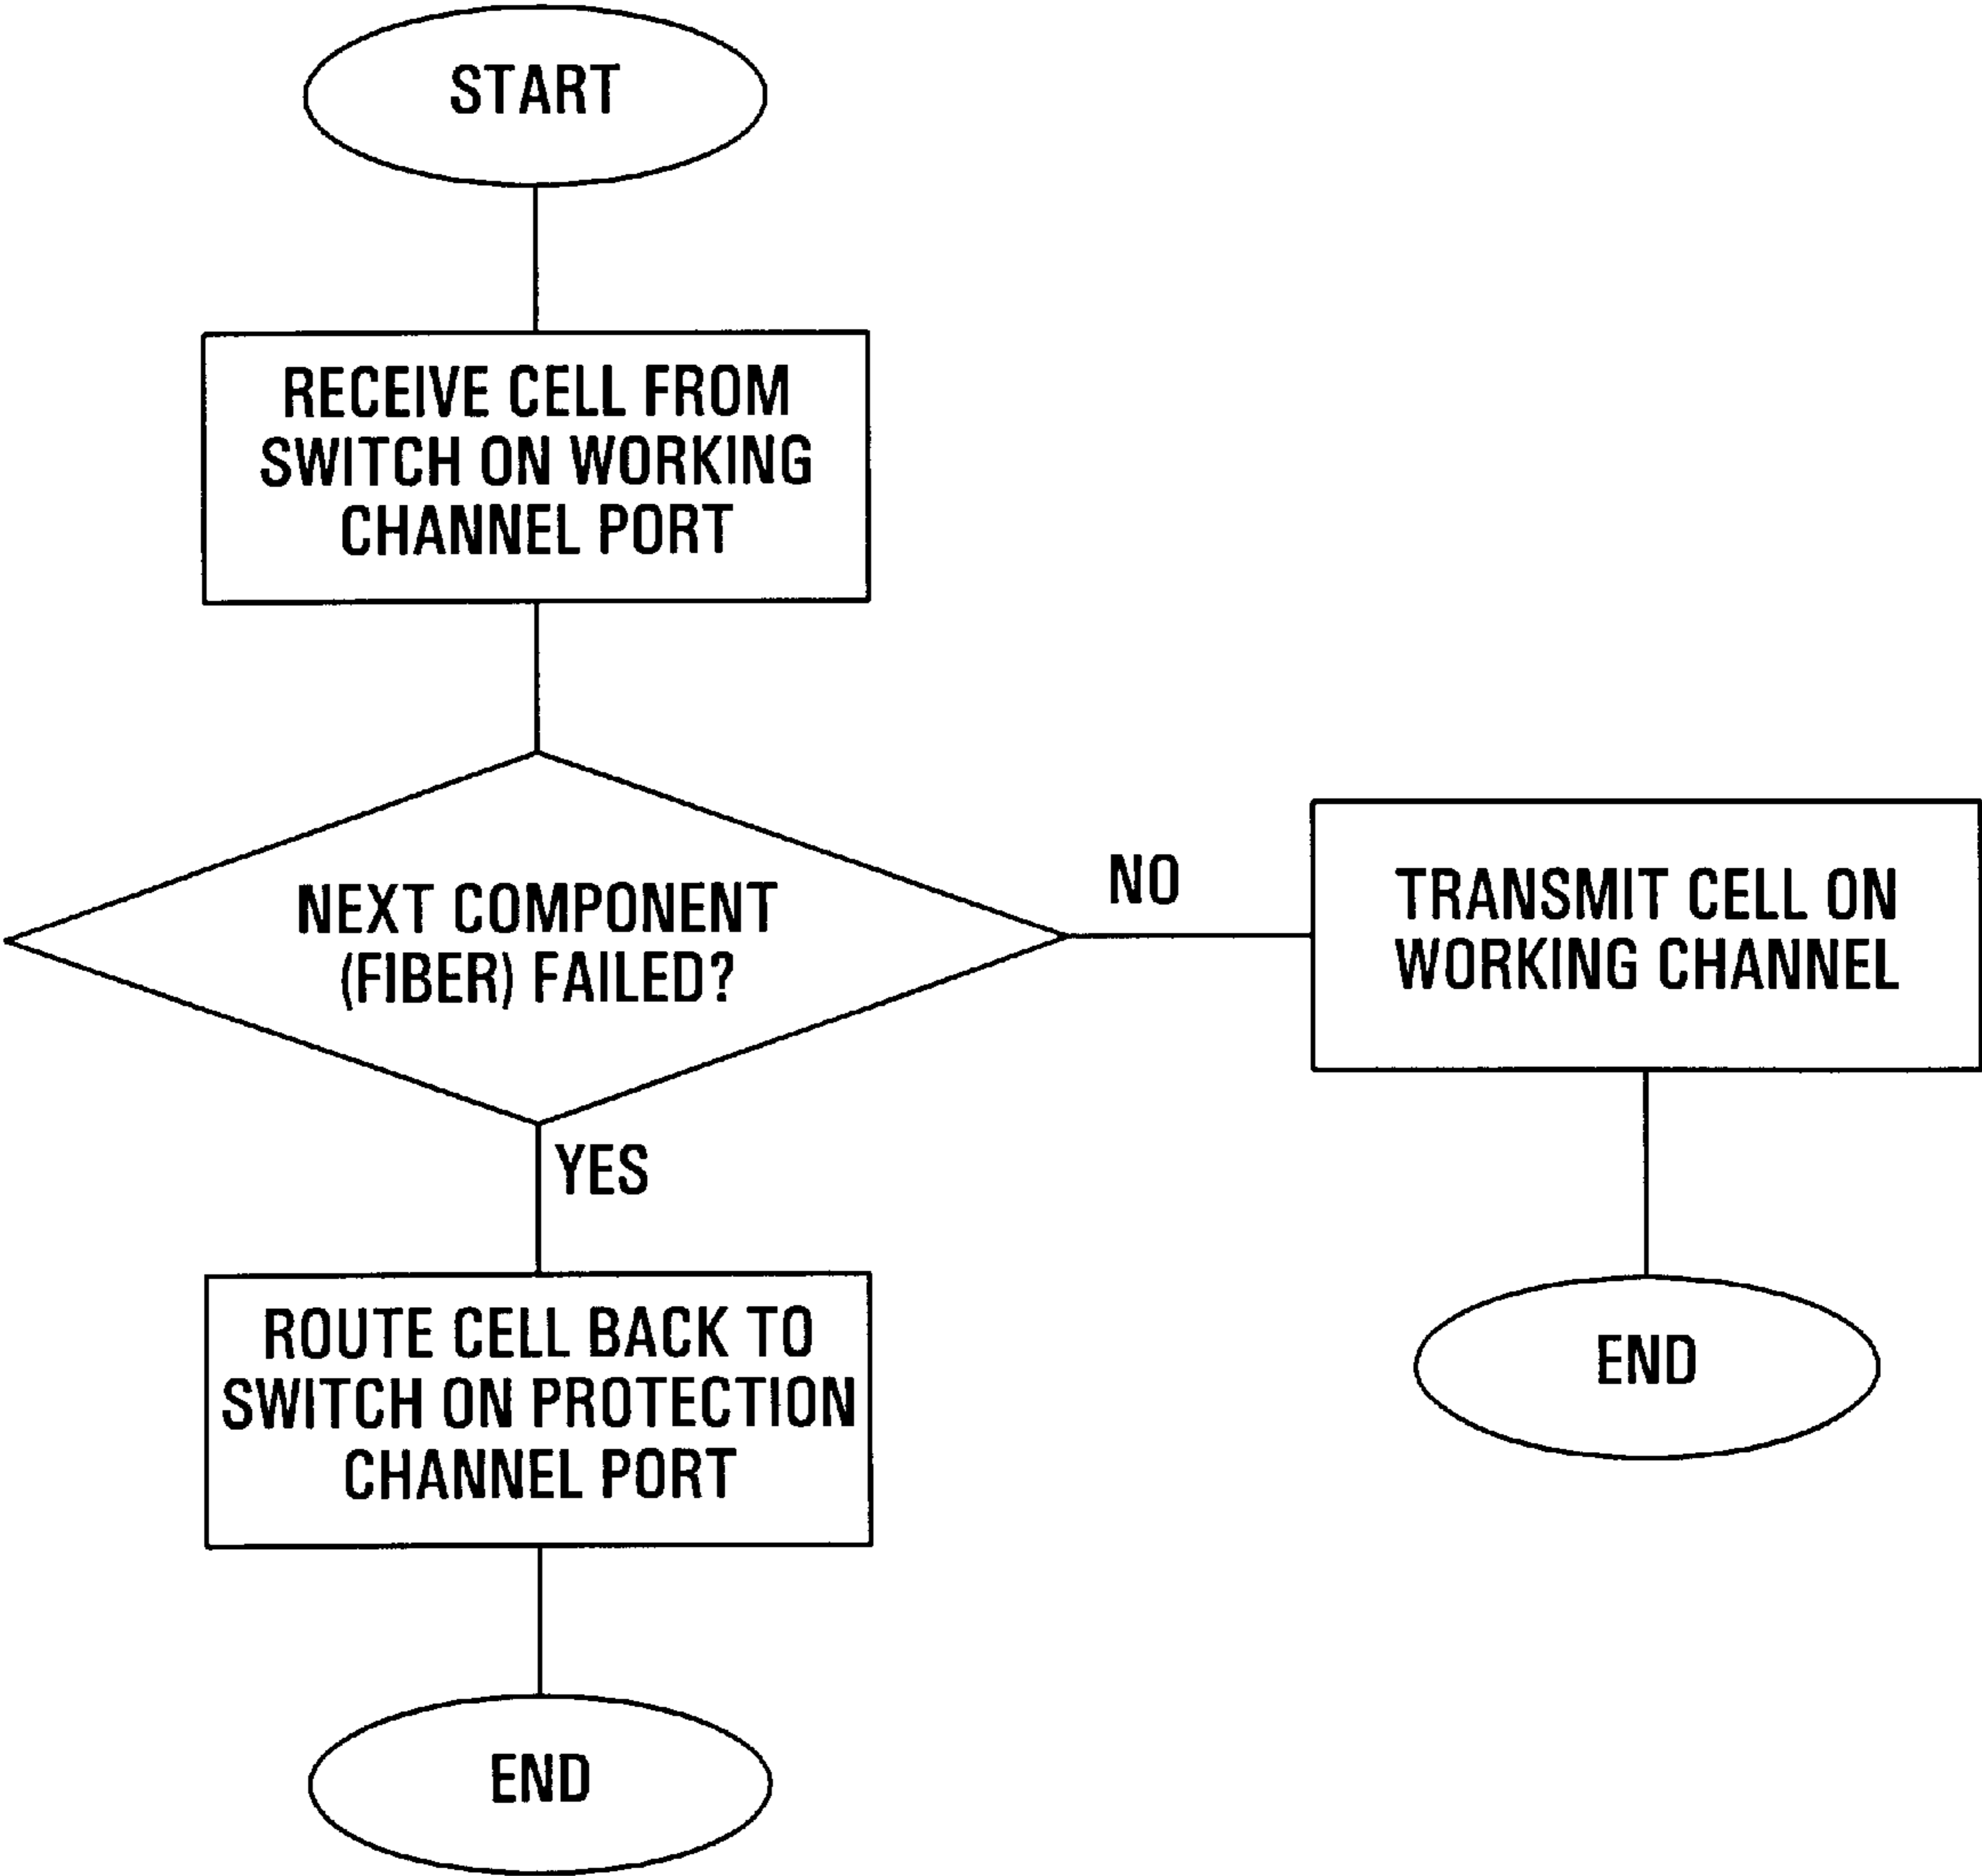 START
RECEIVE CELL FROM
SWITCH ON WORKING
CHANNEL PORT
NEXT COMPONENT
(FIBER) FAILED?
NO
TRANSMIT CELL ON
WORKING CHANNEL
YES
ROUTE CELL BACK TO
SWITCH ON PROTECTION
CHANNEL PORT
END
END